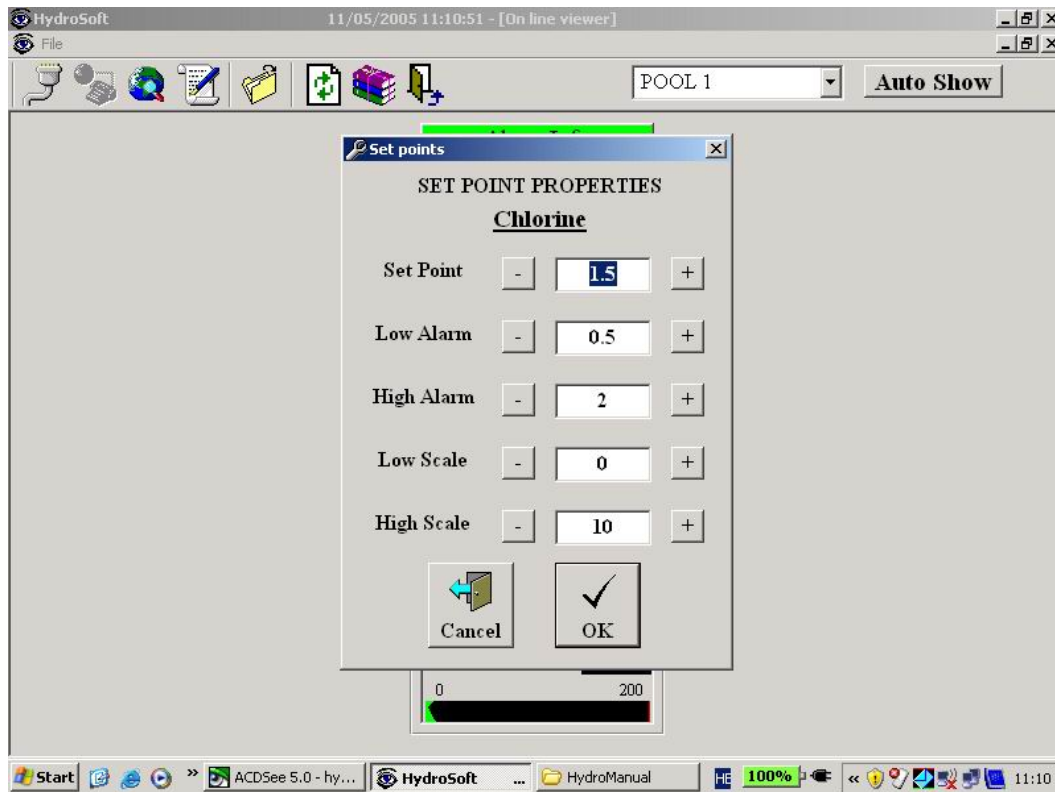 HydroSoft 11/05/2005 11:10:51 - [On line viewer]
File
POOL 1 Auto Show
Set points
SET POINT PROPERTIES
Chlorine
Set Point - 1.5 +
Low Alarm - 0.5 +
High Alarm - 2 +
Low Scale - 0 +
High Scale - 10 +
Cancel OK
0 200
Start » ACDSee 5.0 - hy... HydroSoft ... HydroManual HE 100% « 11:10